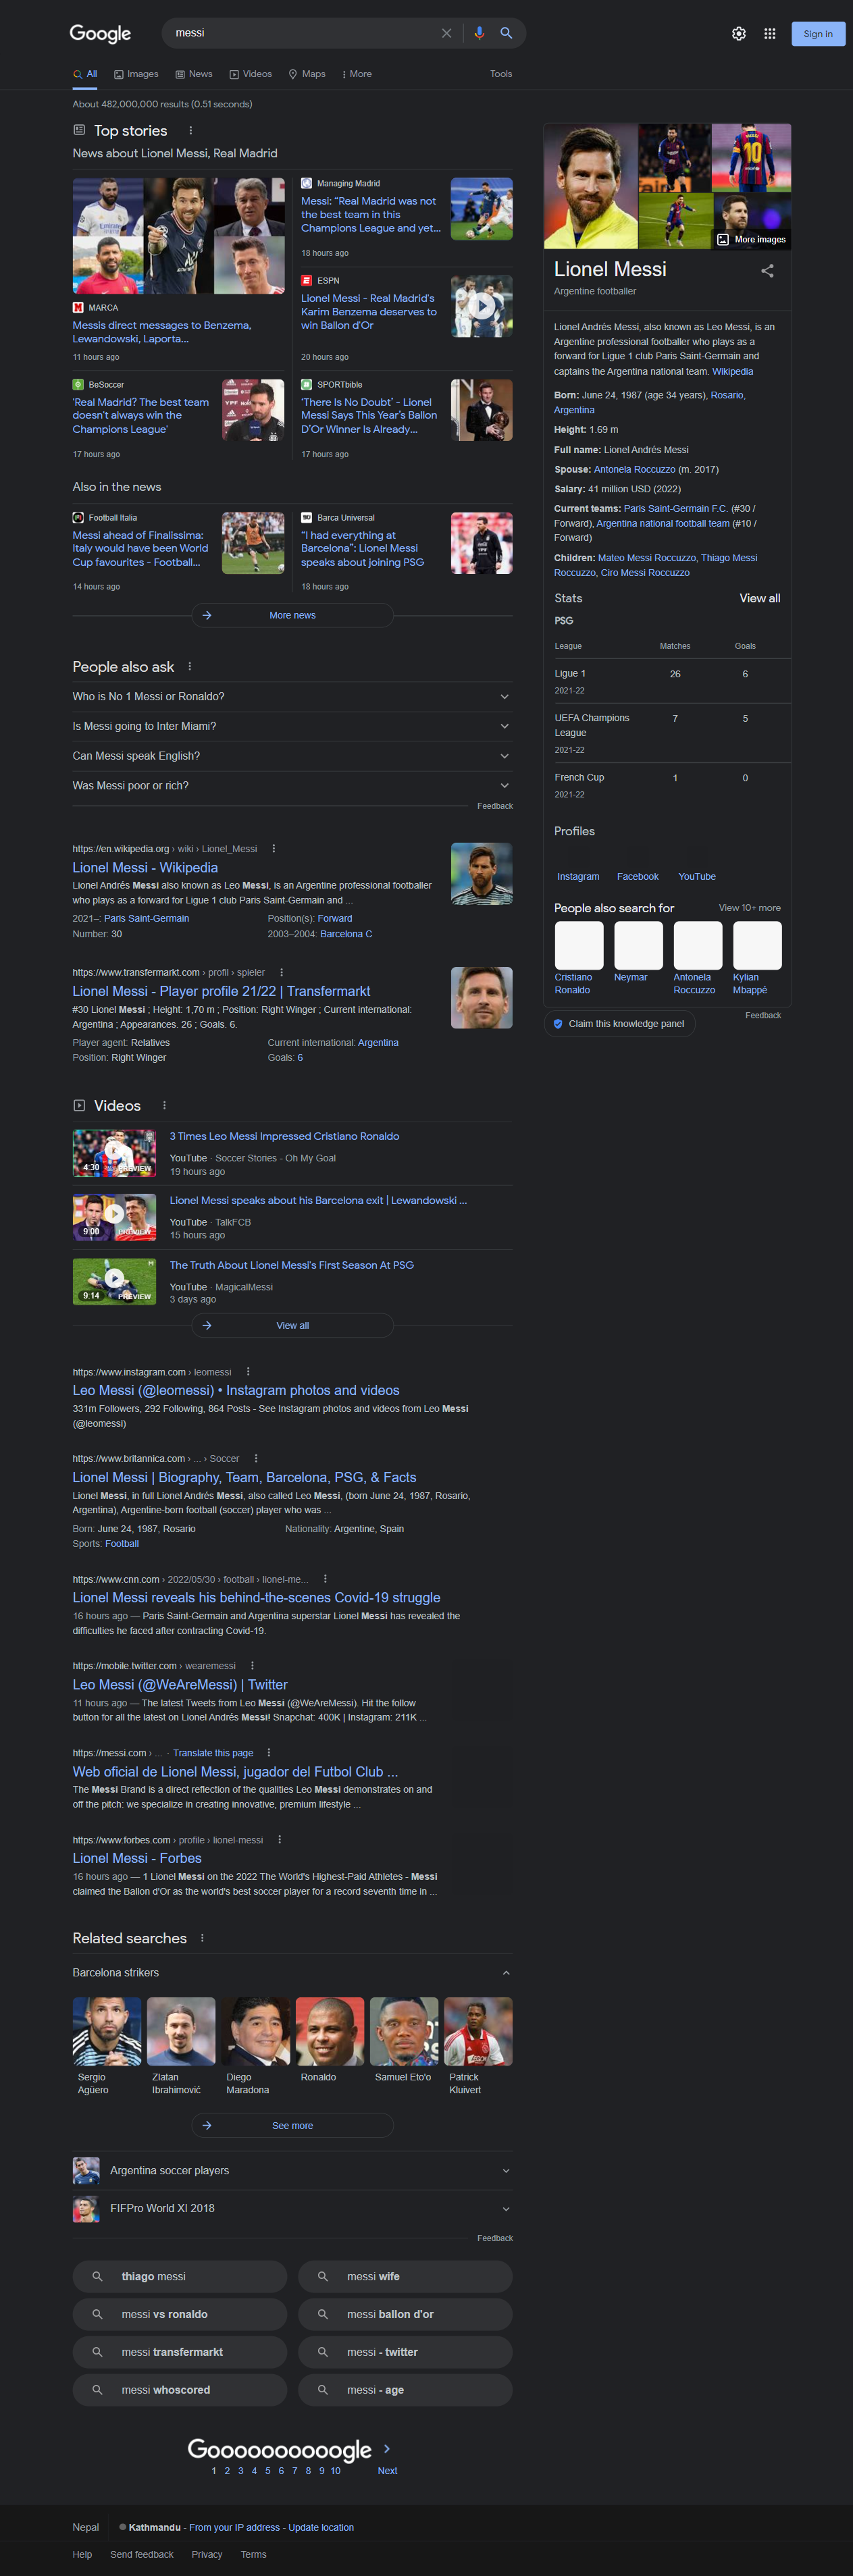 Google
messi
Sign in
All
Images
News
Videos
Maps
More
Tools
About 482,000,000 results (0.51 seconds)
Top stories
News about Lionel Messi, Real Madrid
MARCA
Messis direct messages to Benzema,
Lewandowski, Laporta...
11 hours ago
Managing Madrid
Messi: "Real Madrid was not
the best team in this
Champions League and yet...
18 hours ago
ESPN
Lionel Messi - Real Madrid's
Karim Benzema deserves to
win Ballon d'Or
20 hours ago
BeSoccer
'Real Madrid? The best team
doesn't always win the
Champions League'
17 hours ago
SPORTbible
'There Is No Doubt' - Lionel
Messi Says This Year's Ballon
D'Or Winner Is Already...
17 hours ago
Also in the news
Football Italia
Messi ahead of Finalissima:
Italy would have been World
Cup favourites - Football...
14 hours ago
Barca Universal
"I had everything at
Barcelona": Lionel Messi
speaks about joining PSG
18 hours ago
More news
People also ask
Who is No 1 Messi or Ronaldo?
Is Messi going to Inter Miami?
Can Messi speak English?
Was Messi poor or rich?
Feedback
https://en.wikipedia.org › wiki › Lionel_Messi
Lionel Messi - Wikipedia
Lionel Andrés Messi also known as Leo Messi, is an Argentine professional footballer
who plays as a forward for Ligue 1 club Paris Saint-Germain and ...
2021–: Paris Saint-Germain
Position(s): Forward
Number: 30
2003–2004: Barcelona C
https://www.transfermarkt.com › profil › spieler
Lionel Messi - Player profile 21/22 | Transfermarkt
#30 Lionel Messi ; Height: 1,70 m ; Position: Right Winger ; Current international:
Argentina ; Appearances. 26 ; Goals. 6.
Player agent: Relatives
Current international: Argentina
Position: Right Winger
Goals: 6
Videos
4:30
PREVIEW
3 Times Leo Messi Impressed Cristiano Ronaldo
YouTube · Soccer Stories - Oh My Goal
19 hours ago
9:00
PREVIEW
Lionel Messi speaks about his Barcelona exit | Lewandowski ...
YouTube · TalkFCB
15 hours ago
9:14
PREVIEW
The Truth About Lionel Messi's First Season At PSG
YouTube · MagicalMessi
3 days ago
View all
https://www.instagram.com › leomessi
Leo Messi (@leomessi) • Instagram photos and videos
331m Followers, 292 Following, 864 Posts - See Instagram photos and videos from Leo Messi
(@leomessi)
https://www.britannica.com › ... › Soccer
Lionel Messi | Biography, Team, Barcelona, PSG, & Facts
Lionel Messi, in full Lionel Andrés Messi, also called Leo Messi, (born June 24, 1987, Rosario,
Argentina), Argentine-born football (soccer) player who was ...
Born: June 24, 1987, Rosario
Nationality: Argentine, Spain
Sports: Football
https://www.cnn.com › 2022/05/30 › football › lionel-me...
Lionel Messi reveals his behind-the-scenes Covid-19 struggle
16 hours ago — Paris Saint-Germain and Argentina superstar Lionel Messi has revealed the
difficulties he faced after contracting Covid-19.
https://mobile.twitter.com › wearemessi
Leo Messi (@WeAreMessi) | Twitter
11 hours ago — The latest Tweets from Leo Messi (@WeAreMessi). Hit the follow
button for all the latest on Lionel Andrés Messi! Snapchat: 400K | Instagram: 211K ...
https://messi.com › ... · Translate this page
Web oficial de Lionel Messi, jugador del Futbol Club ...
The Messi Brand is a direct reflection of the qualities Leo Messi demonstrates on and
off the pitch: we specialize in creating innovative, premium lifestyle ...
https://www.forbes.com › profile › lionel-messi
Lionel Messi - Forbes
16 hours ago — 1 Lionel Messi on the 2022 The World's Highest-Paid Athletes - Messi
claimed the Ballon d'Or as the world's best soccer player for a record seventh time in ...
Related searches
Barcelona strikers
Sergio
Agüero
Zlatan
Ibrahimović
Diego
Maradona
Ronaldo
Samuel Eto'o
Patrick
Kluivert
See more
Argentina soccer players
FIFPro World XI 2018
Feedback
thiago messi
messi wife
messi vs ronaldo
messi ballon d'or
messi transfermarkt
messi - twitter
messi whoscored
messi - age
Goooooooooogle
1 2 3 4 5 6 7 8 9 10
Next
More images
Lionel Messi
Argentine footballer
Lionel Andrés Messi, also known as Leo Messi, is an
Argentine professional footballer who plays as a
forward for Ligue 1 club Paris Saint-Germain and
captains the Argentina national team. Wikipedia
Born: June 24, 1987 (age 34 years), Rosario,
Argentina
Height: 1.69 m
Full name: Lionel Andrés Messi
Spouse: Antonela Roccuzzo (m. 2017)
Salary: 41 million USD (2022)
Current teams: Paris Saint-Germain F.C. (#30 /
Forward), Argentina national football team (#10 /
Forward)
Children: Mateo Messi Roccuzzo, Thiago Messi
Roccuzzo, Ciro Messi Roccuzzo
Stats
View all
PSG
League Matches Goals
Ligue 1 26 6
2021-22
UEFA Champions 7 5
League
2021-22
French Cup 1 0
2021-22
Profiles
Instagram
Facebook
YouTube
People also search for
View 10+ more
Cristiano
Ronaldo
Neymar
Antonela
Roccuzzo
Kylian
Mbappé
Claim this knowledge panel
Feedback
Nepal
Kathmandu - From your IP address - Update location
Help
Send feedback
Privacy
Terms